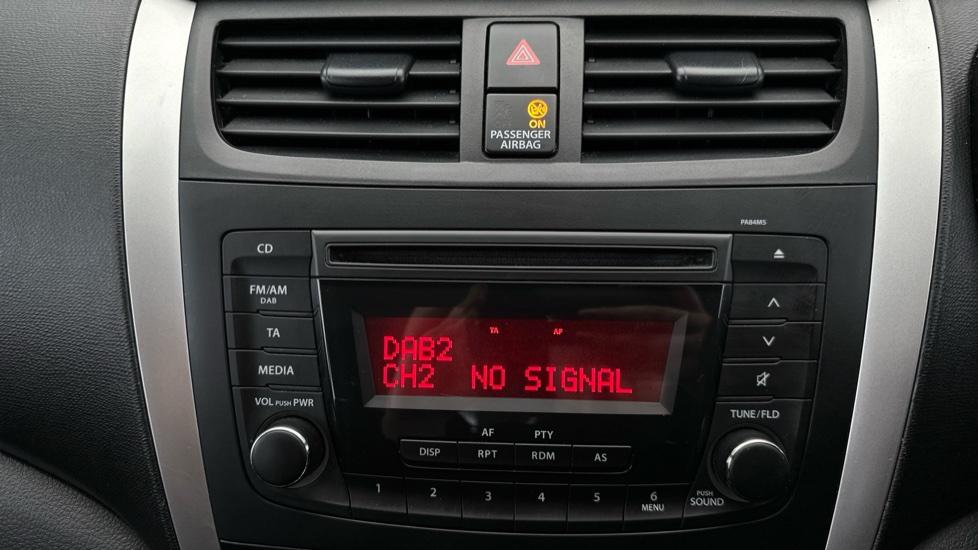 ON
PASSENGER
AIRBAG
PA84MS
CD
FM/AM
DAB
TA
MEDIA
VOL PUSH PWR
TA AF
DAB2
CH2 NO SIGNAL
TUNE/FLD
AF PTY
DISP RPT RDM AS
1 2 3 4 5 6
MENU
PUSH
SOUND